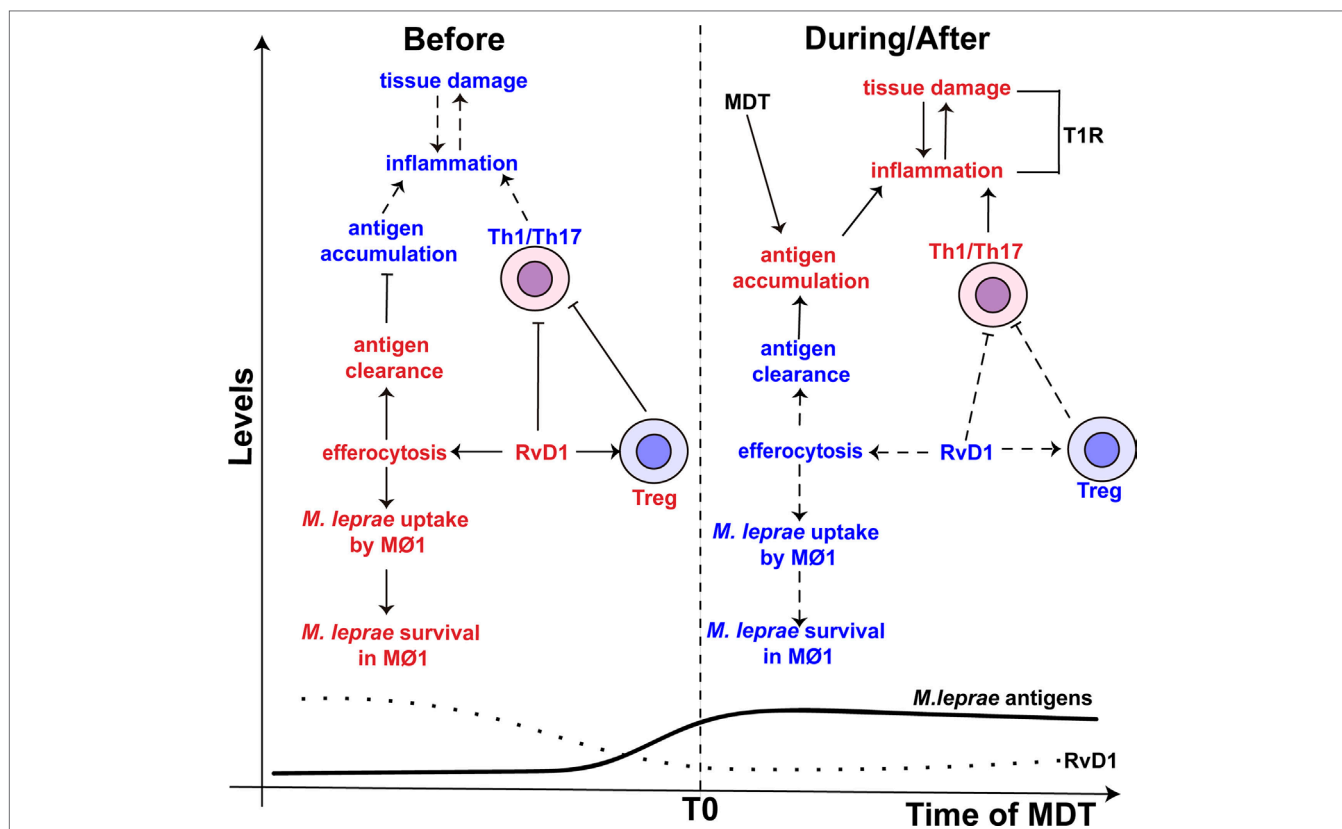 Before
During/After
Levels
tissue damage
inflammation
antigen
accumulation
Th1/Th17
antigen
clearance
efferocytosis
RvD1
Treg
M. leprae uptake
by MØ1
M. leprae survival
in MØ1
MDT
tissue damage
T1R
inflammation
antigen
accumulation
Th1/Th17
antigen
clearance
efferocytosis
RvD1
Treg
M. leprae uptake
by MØ1
M. leprae survival
in MØ1
M.leprae antigens
RvD1
T0
Time of MDT